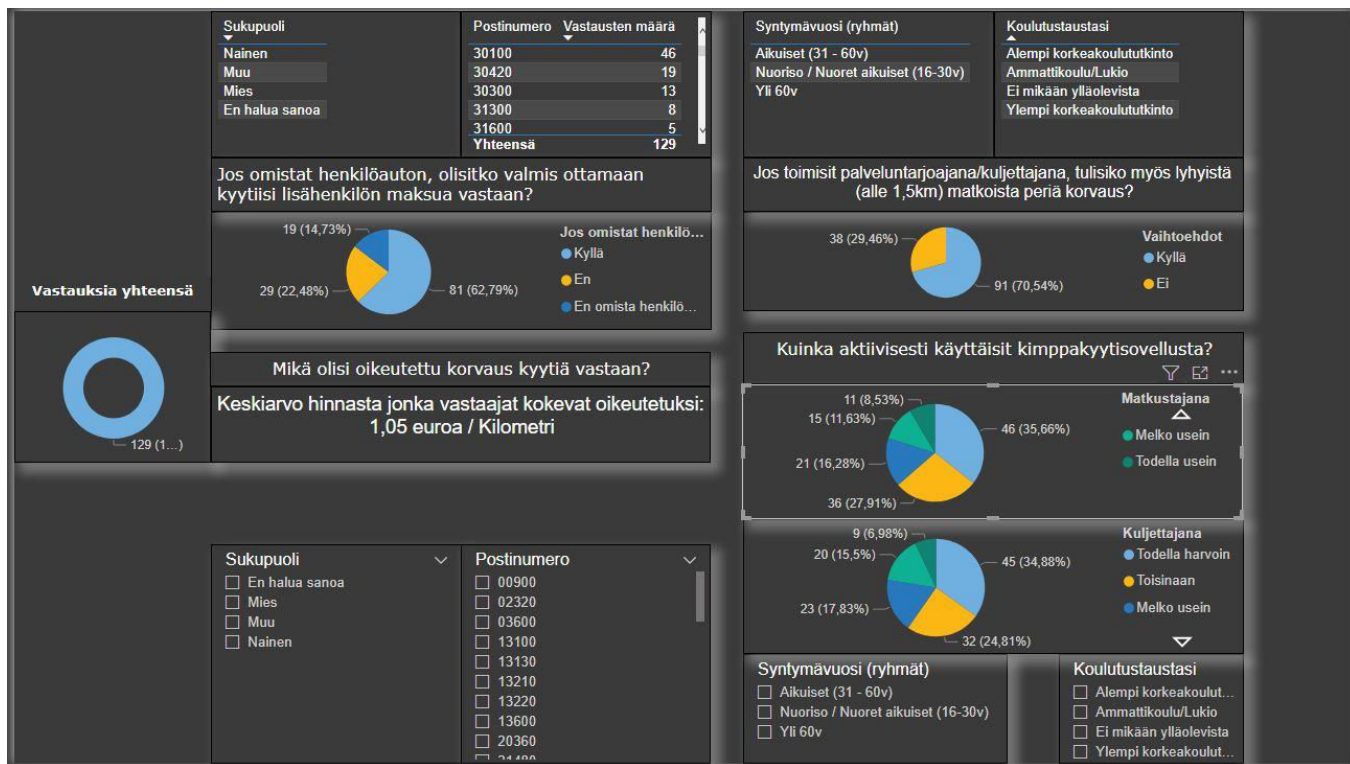 Sukupuoli
Nainen
Muu
Mies
En halua sanoa
Postinumero Vastausten määrä
30100 46
30420 19
30300 13
31300 8
31600 5
Yhteensä 129
Syntymävuosi (ryhmät)
Aikuiset (31 - 60v)
Nuoriso / Nuoret aikuiset (16-30v)
Yli 60v
Koulutustaustasi
Alempi korkeakoulututkinto
Ammattikoulu/Lukio
Ei mikään ylläolevista
Ylempi korkeakoulututkinto
Jos omistat henkilöauton, olisitko valmis ottamaan
kyytiisi lisähenkilön maksua vastaan?
19 (14,73%)
29 (22,48%)
81 (62,79%)
Jos omistat henkilö...
Kyllä
En
En omista henkilö...
Jos toimisit palveluntarjoajana/kuljettajana, tulisiko myös lyhyistä
(alle 1,5km) matkoista periä korvaus?
38 (29,46%)
91 (70,54%)
Vaihtoehdot
Kyllä
Ei
Vastauksia yhteensä
129 (1...)
Mikä olisi oikeutettu korvaus kyytiä vastaan?
Keskiarvo hinnasta jonka vastaajat kokevat oikeutetuksi:
1,05 euroa / Kilometri
Kuinka aktiivisesti käyttäisit kimppakyytisovellusta?
11 (8,53%)
15 (11,63%)
21 (16,28%)
36 (27,91%)
46 (35,66%)
Matkustajana
Melko usein
Todella usein
9 (6,98%)
20 (15,5%)
23 (17,83%)
32 (24,81%)
45 (34,88%)
Kuljettajana
Todella harvoin
Toisinaan
Melko usein
Sukupuoli
En halua sanoa
Mies
Muu
Nainen
Postinumero
00900
02320
03600
13100
13130
13210
13220
13600
20360
Syntymävuosi (ryhmät)
Aikuiset (31 - 60v)
Nuoriso / Nuoret aikuiset (16-30v)
Yli 60v
Koulutustaustasi
Alempi korkeakoulut...
Ammattikoulu/Lukio
Ei mikään ylläolevista
Ylempi korkeakoulut...